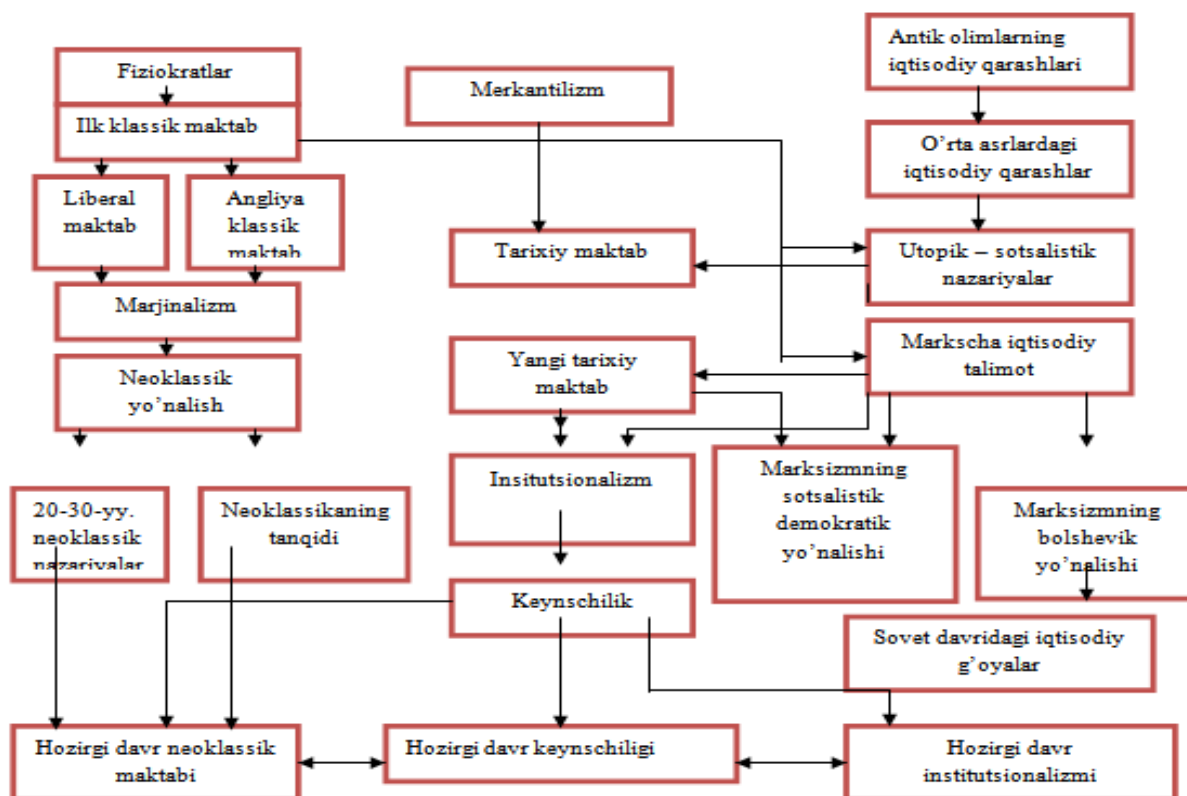 Fiziokratlar
Ilk klassik maktab
Liberal
maktab
Angliya
klassik
maktab
Marjinalizm
Neoklassik
yo’nalish
20-30-yy.
neoklassik
nazariyalar
Neoklassikaning
tanqidi
Merkantilizm
Tarixiy maktab
Yangi tarixiy
maktab
Insitutsionalizm
Keynschilik
Antik olimlarning
iqtisodiy qarashlari
O’rta asrlardagi
iqtisodiy qarashlar
Utopik – sotsalistik
nazariyalar
Markscha iqtisodiy
talimot
Marksizmning
sotsalistik
demokratik
yo’nalishi
Marksizmning
bolshevik
yo’nalishi
Sovet davridagi iqtisodiy
g’oyalar
Hozirgi davr neoklassik
maktabi
Hozirgi davr keynschiligi
Hozirgi davr
institutsionalizmi